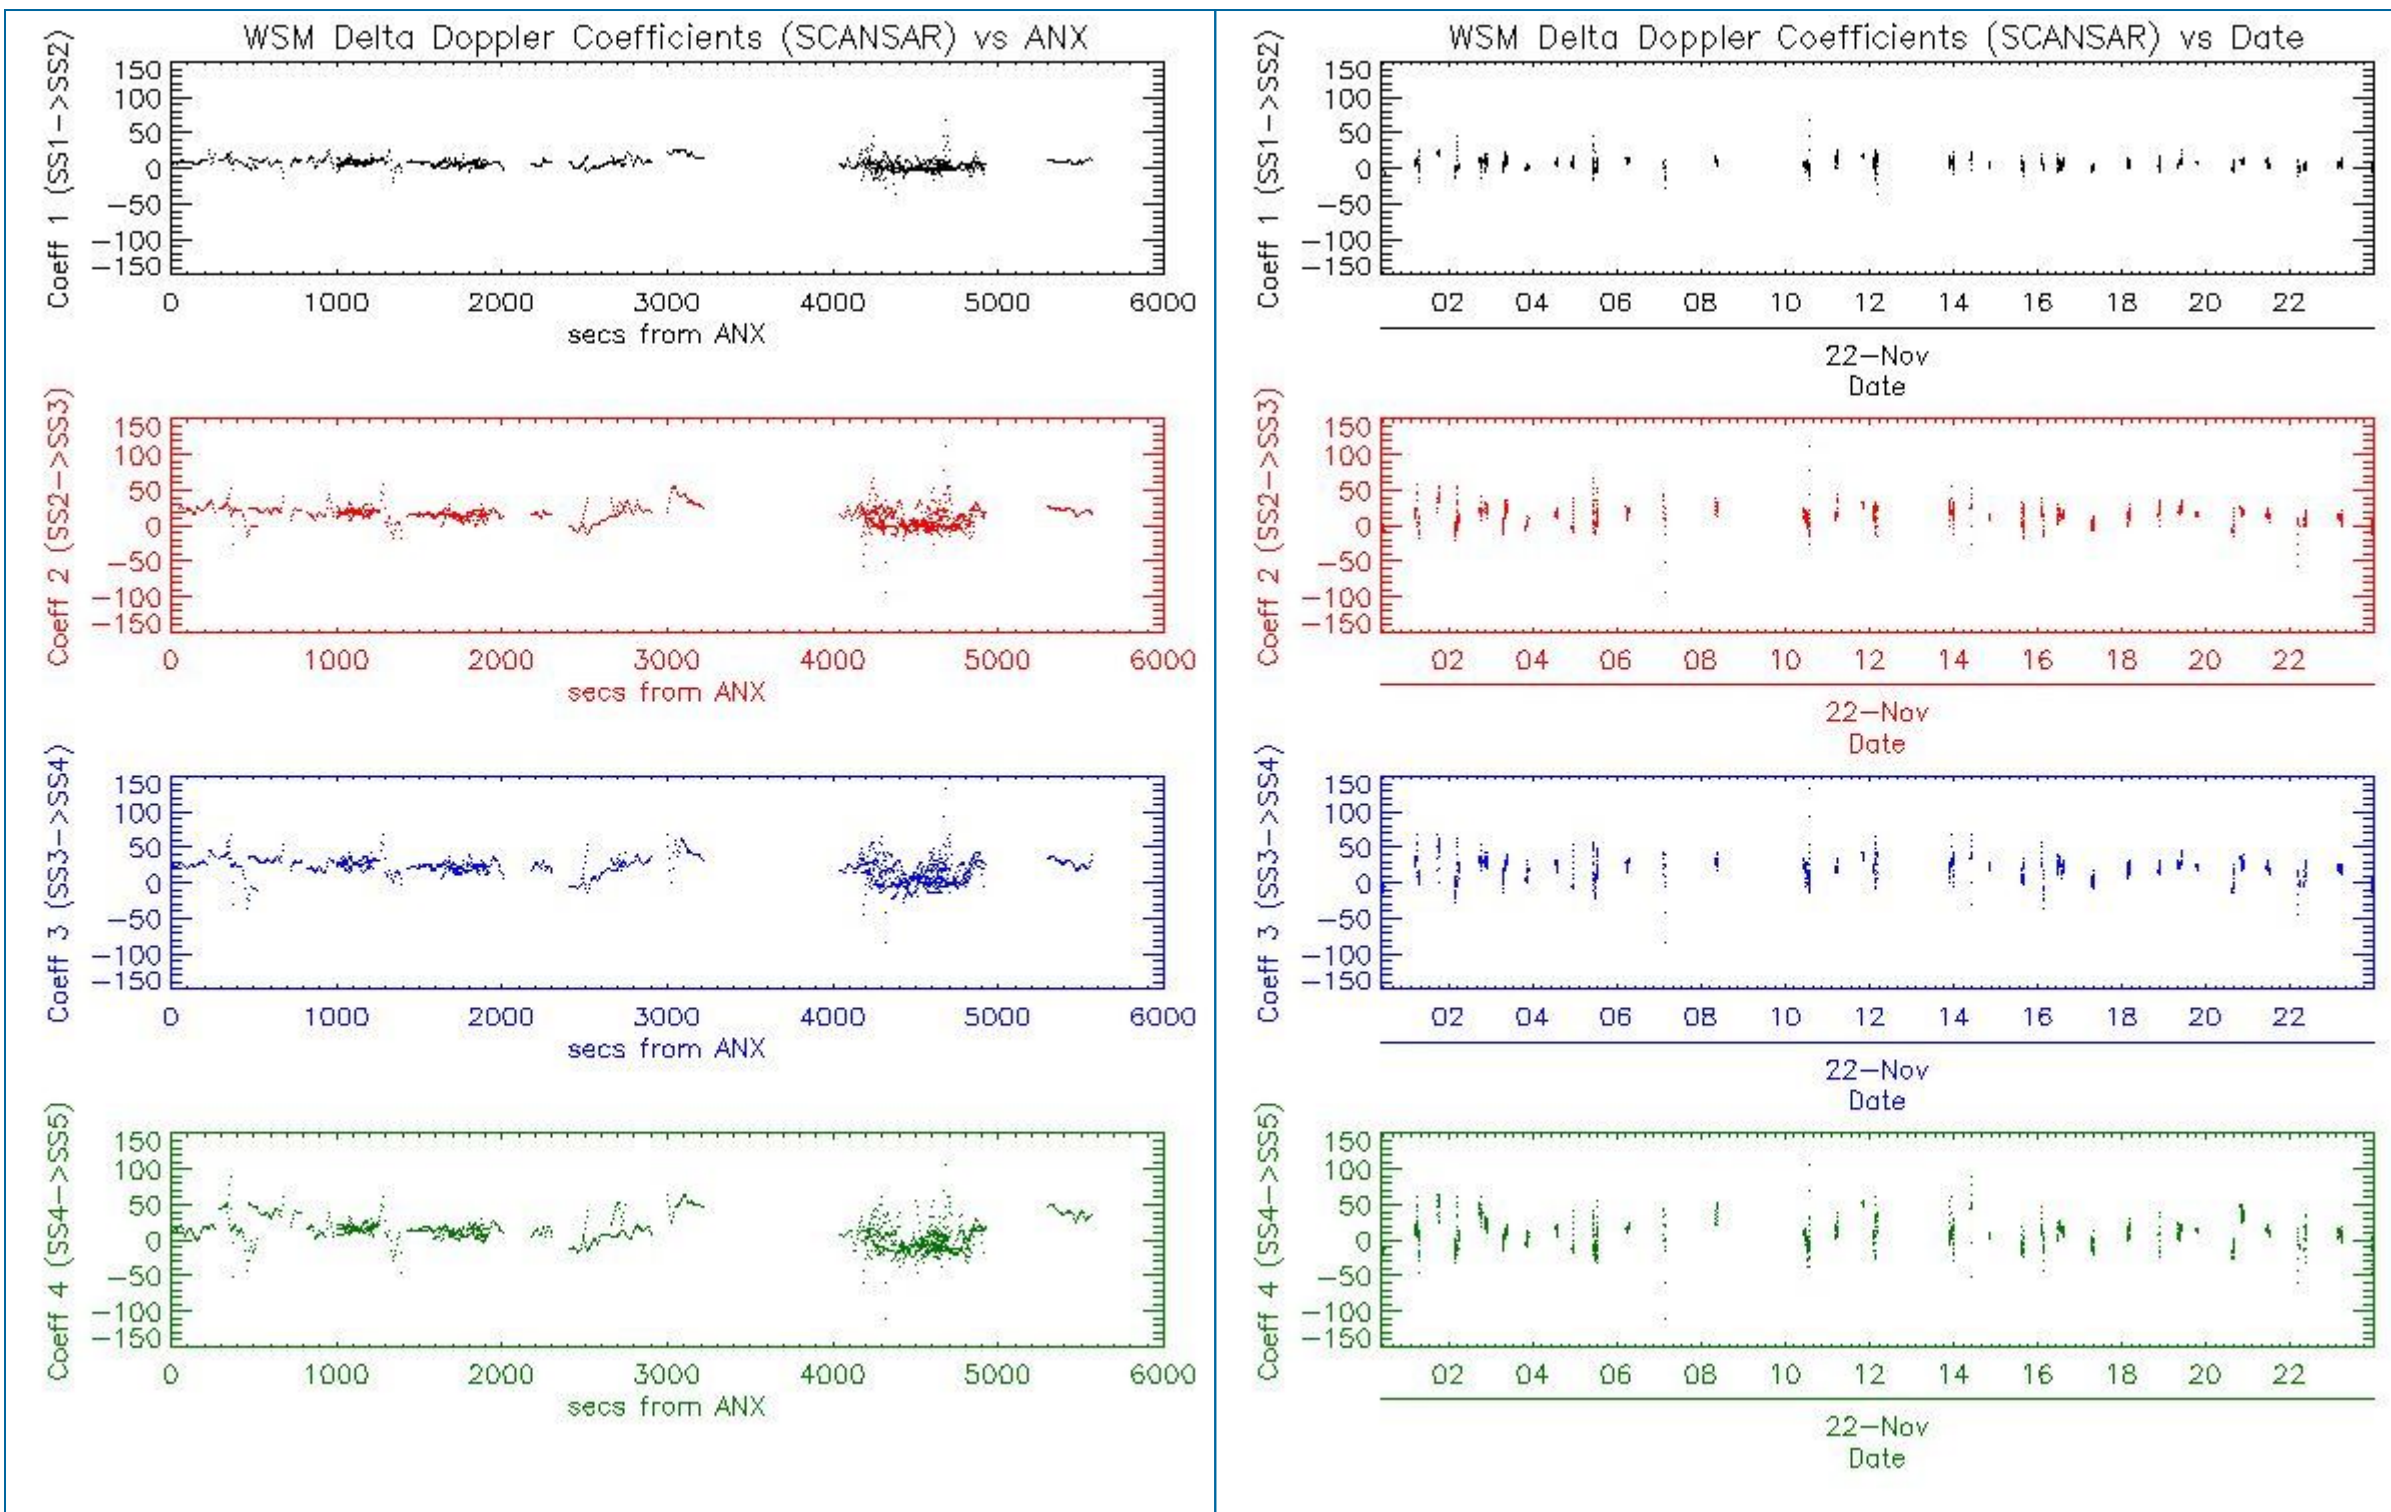 WSM Delta Doppler Coefficients (SCANSAR) vs ANX
Coeff 1 (SS1->SS2)
150
100
50
0
-50
-100
-150
0 1000 2000 3000 4000 5000 6000
secs from ANX
Coeff 2 (SS2->SS3)
150
100
50
0
-50
-100
-150
0 1000 2000 3000 4000 5000 6000
secs from ANX
Coeff 3 (SS3->SS4)
150
100
50
0
-50
-100
-150
0 1000 2000 3000 4000 5000 6000
secs from ANX
Coeff 4 (SS4->SS5)
150
100
50
0
-50
-100
-150
0 1000 2000 3000 4000 5000 6000
secs from ANX
WSM Delta Doppler Coefficients (SCANSAR) vs Date
Coeff 1 (SS1->SS2)
150
100
50
0
-50
-100
-150
02 04 06 08 10 12 14 16 18 20 22
22-Nov
Date
Coeff 2 (SS2->SS3)
150
100
50
0
-50
-100
-150
02 04 06 08 10 12 14 16 18 20 22
22-Nov
Date
Coeff 3 (SS3->SS4)
150
100
50
0
-50
-100
-150
02 04 06 08 10 12 14 16 18 20 22
22-Nov
Date
Coeff 4 (SS4->SS5)
150
100
50
0
-50
-100
-150
02 04 06 08 10 12 14 16 18 20 22
22-Nov
Date